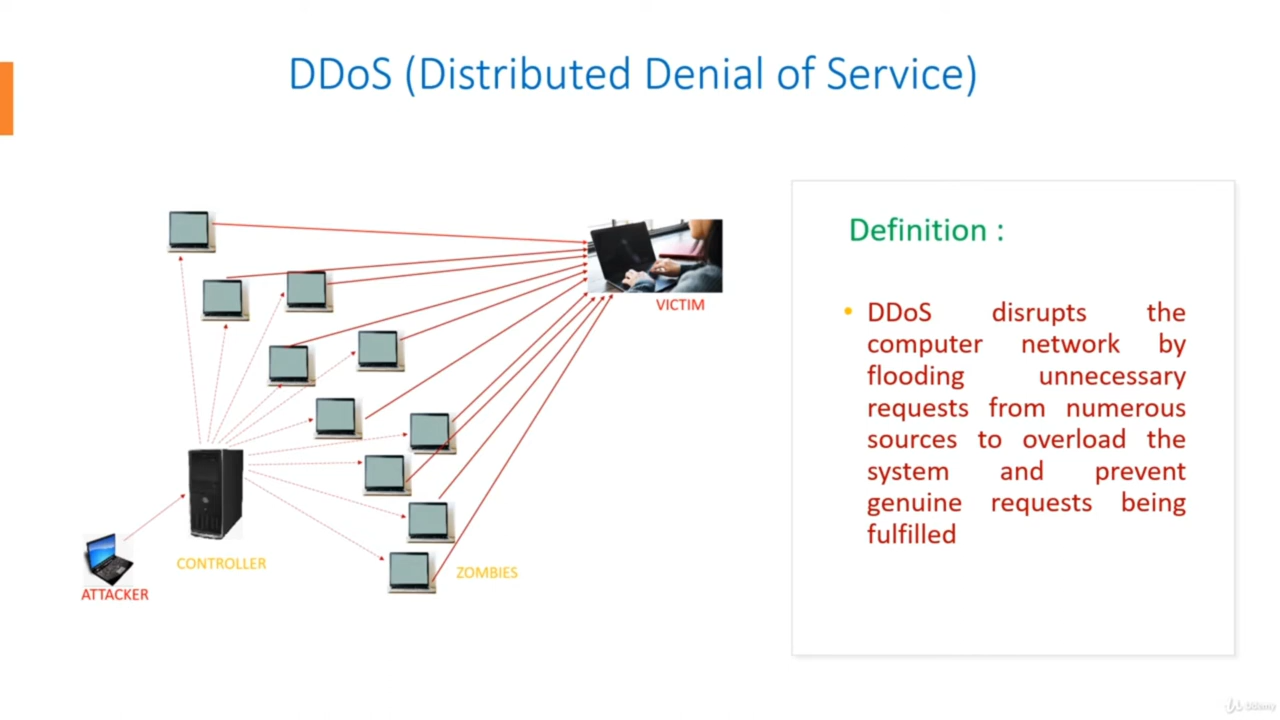 DDoS (Distributed Denial of Service)
VICTIM
CONTROLLER
ZOMBIES
ATTACKER
Definition :
• DDoS disrupts the
computer network by
flooding unnecessary
requests from numerous
sources to overload the
system and prevent
genuine requests being
fulfilled
Udemy